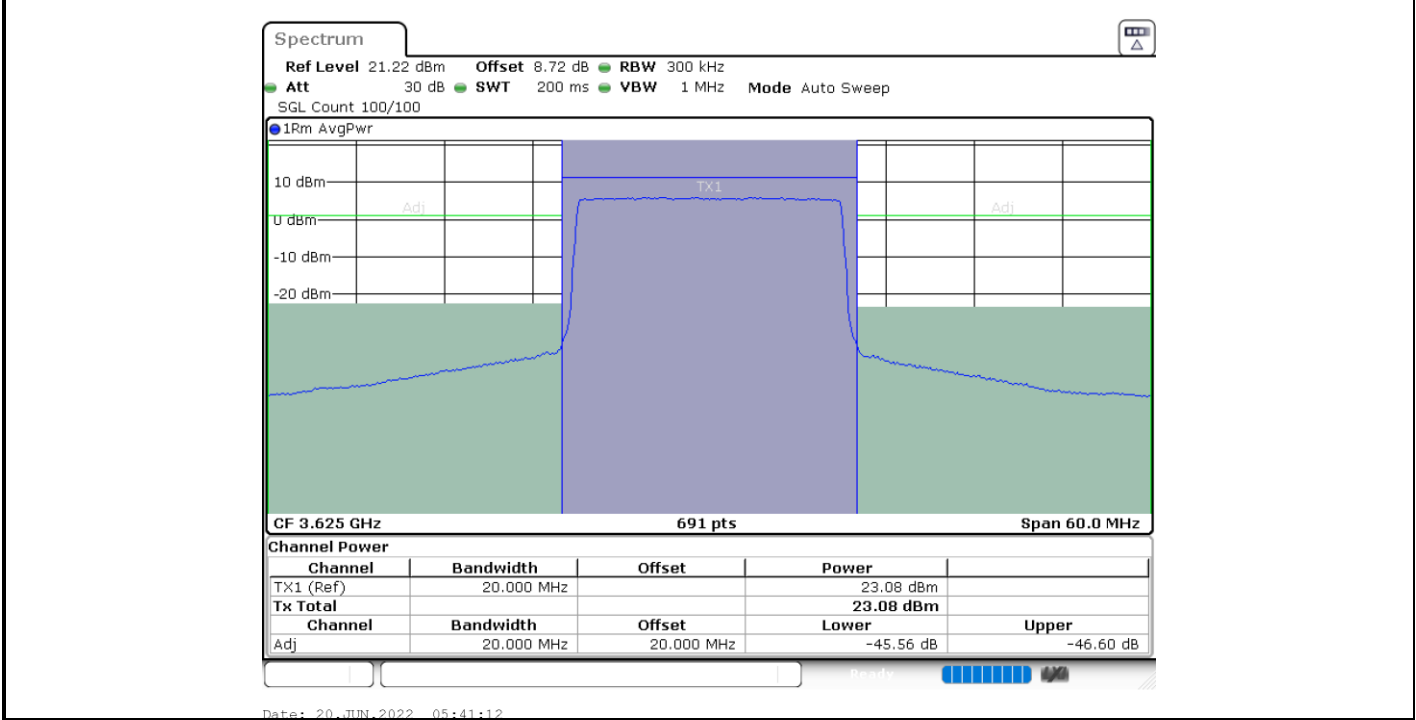 Spectrum
Ref Level 21.22 dBm Offset 8.72 dB RBW 300 kHz
Att 30 dB SWT 200 ms VBW 1 MHz Mode Auto Sweep
SGL Count 100/100
1Rm AvgPwr
10 dBm
TX1
Adj Adj
0 dBm
-10 dBm
-20 dBm
CF 3.625 GHz 691 pts Span 60.0 MHz
Channel Power
Channel Bandwidth Offset Power
TX1 (Ref) 20.000 MHz 23.08 dBm
Tx Total 23.08 dBm
Channel Bandwidth Offset Lower Upper
Adj 20.000 MHz 20.000 MHz -45.56 dB -46.60 dB
Ready
Date: 20.JUN.2022 05:41:12